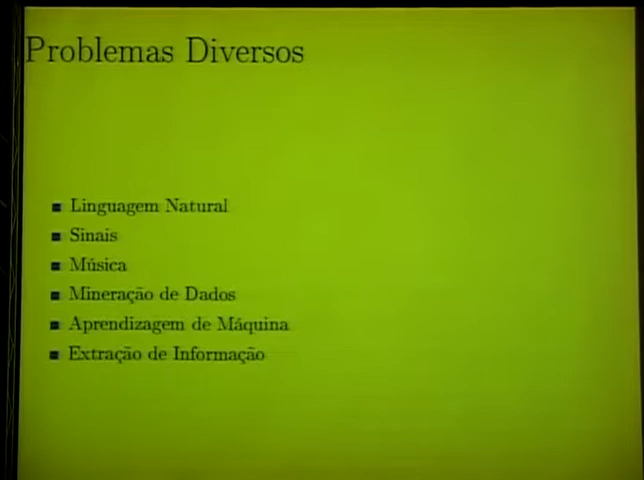 Problemas Diversos
Linguagem Natural
Sinais
Música
Mineração de Dados
Aprendizagem de Máquina
Extração de Informação